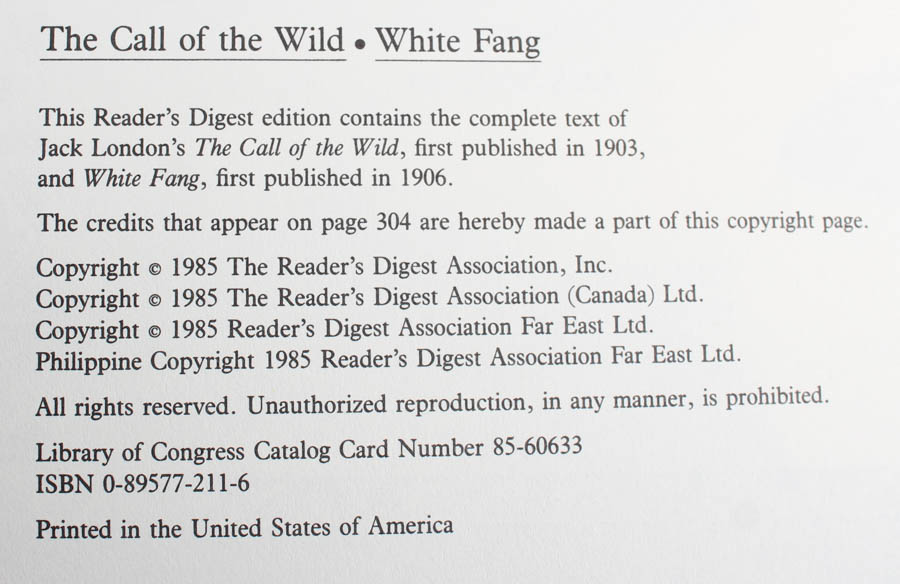 The Call of the Wild • White Fang
This Reader's Digest edition contains the complete text of
Jack London's The Call of the Wild, first published in 1903,
and White Fang, first published in 1906.
The credits that appear on page 304 are hereby made a part of this copyright page.
Copyright © 1985 The Reader's Digest Association, Inc.
Copyright © 1985 The Reader's Digest Association (Canada) Ltd.
Copyright © 1985 Reader's Digest Association Far East Ltd.
Philippine Copyright 1985 Reader's Digest Association Far East Ltd.
All rights reserved. Unauthorized reproduction, in any manner, is prohibited.
Library of Congress Catalog Card Number 85-60633
ISBN 0-89577-211-6
Printed in the United States of America